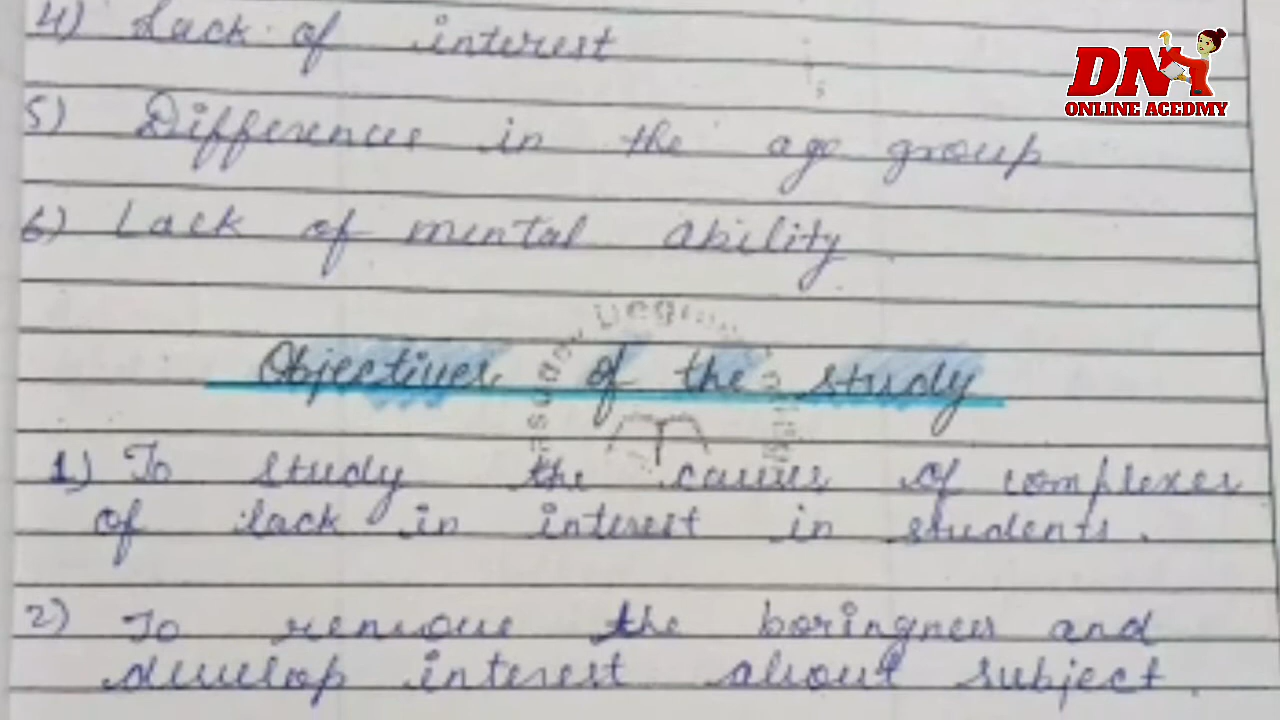 4) Lack of interest
DNA
ONLINE ACEDMY
5) Differences in the age group
6) Lack of mental ability
Objectives of the study
1) To study the causes of complexes
of lack in interest in students.
2) To remove the boringness and
develop interest about subject.